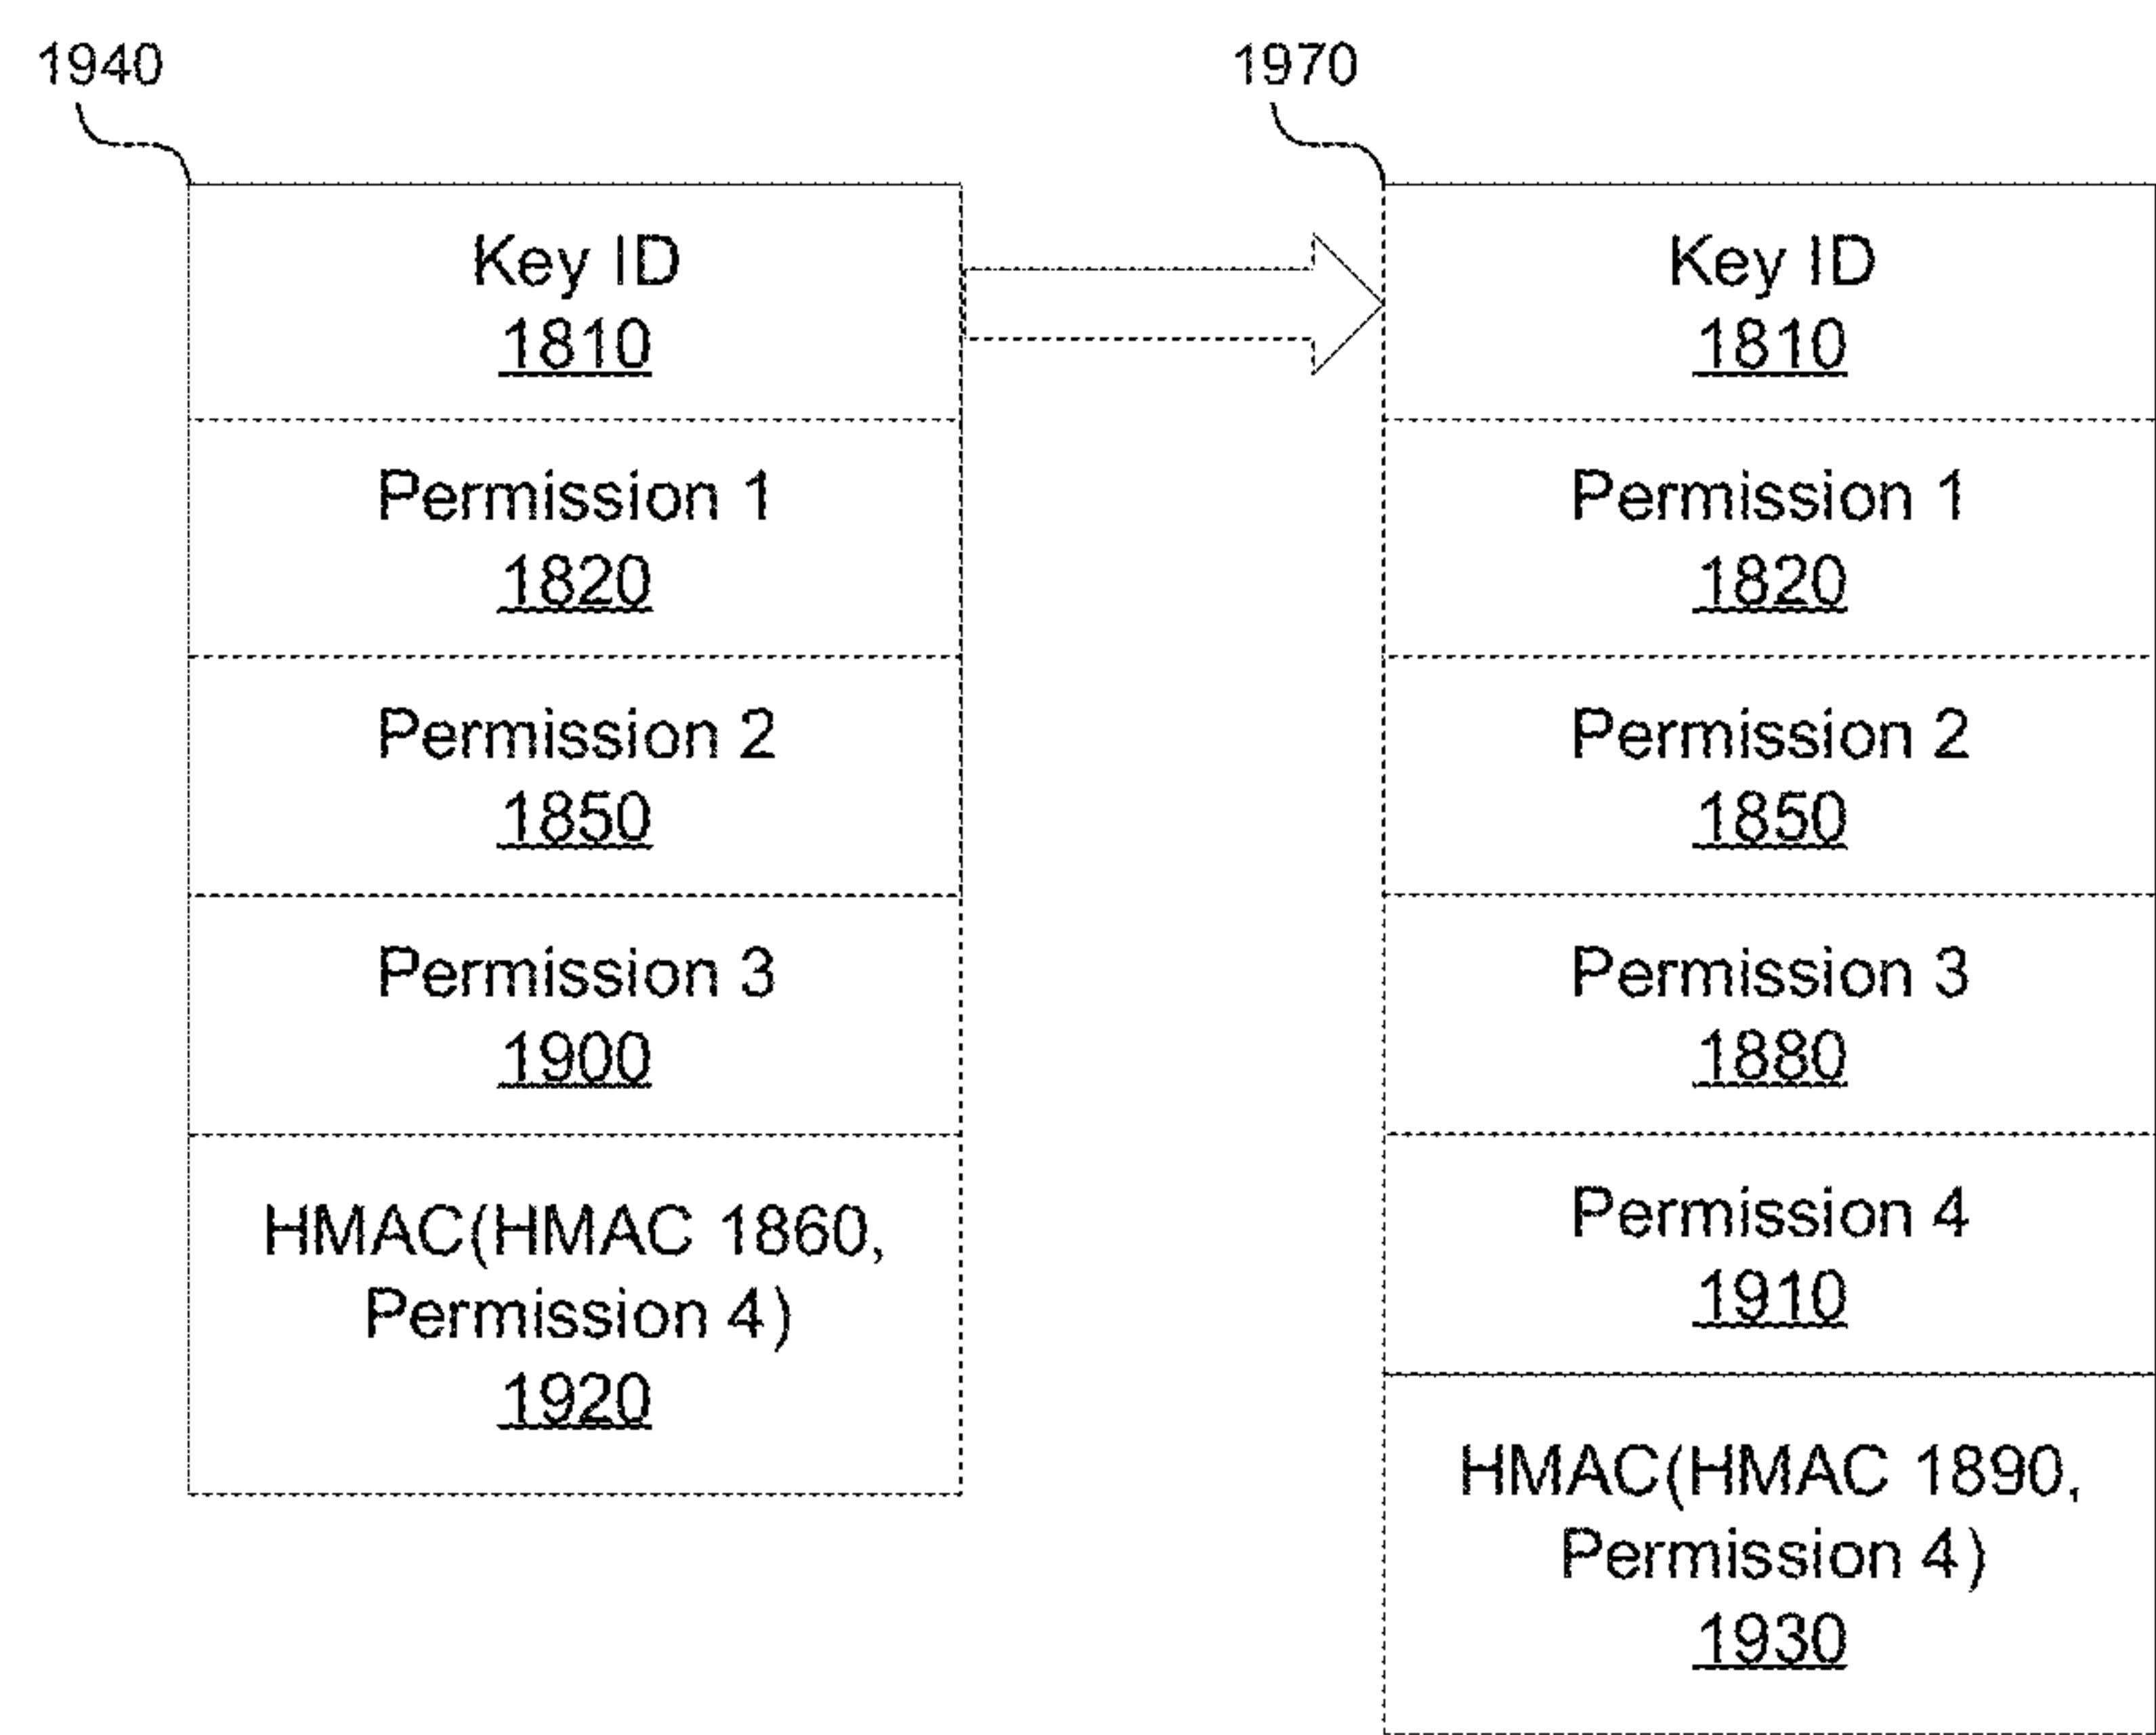 1940
Key ID
1810
Permission 1
1820
Permission 2
1850
Permission 3
1900
HMAC(HMAC 1860,
Permission 4)
1920
1970
Key ID
1810
Permission 1
1820
Permission 2
1850
Permission 3
1880
Permission 4
1910
HMAC(HMAC 1890,
Permission 4)
1930